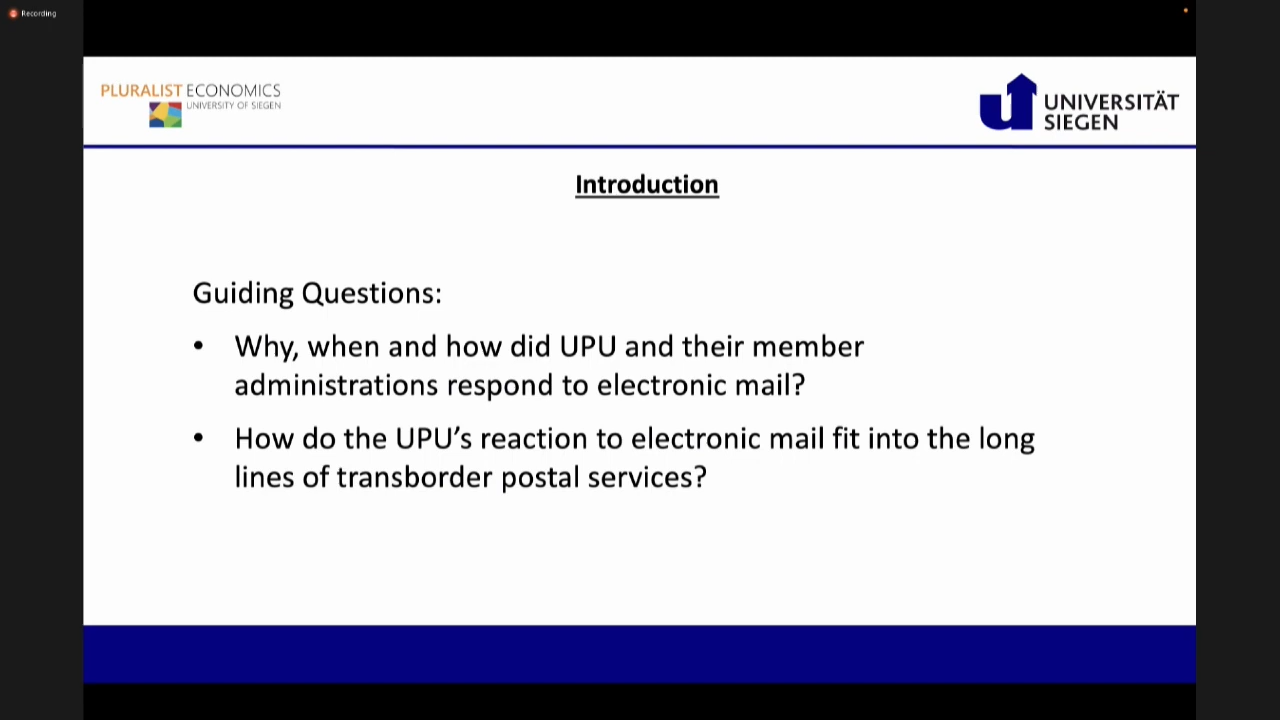 Recording
PLURALIST ECONOMICS
UNIVERSITY OF SIEGEN
UNIVERSITÄT
SIEGEN
Introduction
Guiding Questions:
• Why, when and how did UPU and their member
administrations respond to electronic mail?
• How do the UPU’s reaction to electronic mail fit into the long
lines of transborder postal services?